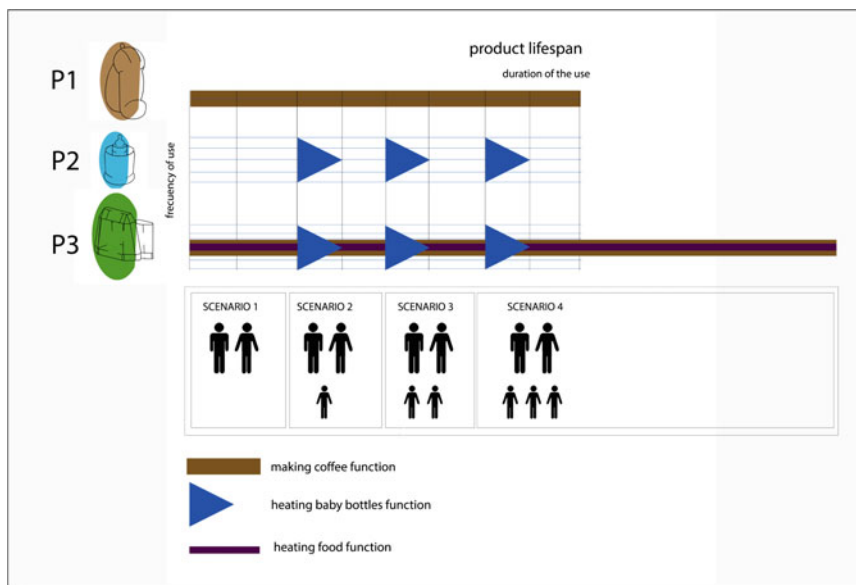 product lifespan
duration of the use
P1
P2
P3
frecuency of use
SCENARIO 1
SCENARIO 2
SCENARIO 3
SCENARIO 4
making coffee function
heating baby bottles function
heating food function